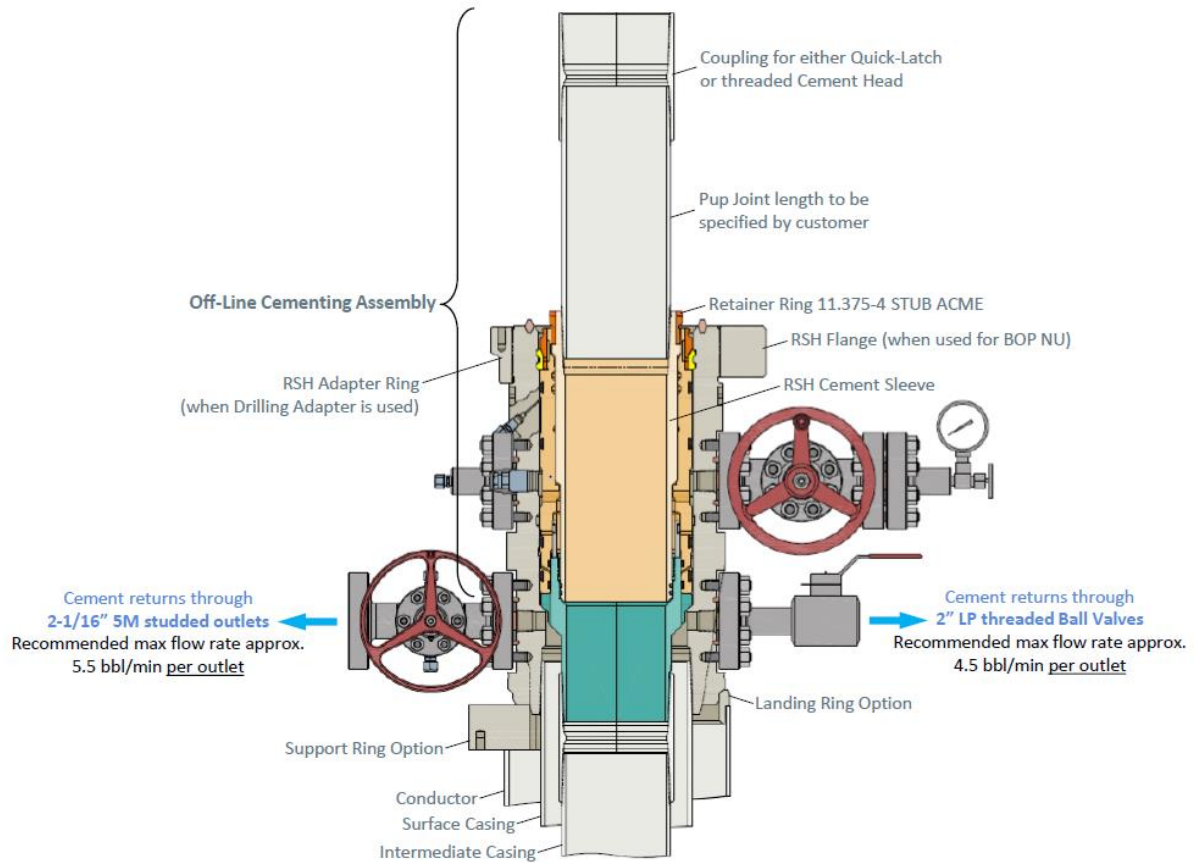 Coupling for either Quick-Latch
or threaded Cement Head
Pup Joint length to be
specified by customer
Off-Line Cementing Assembly
Retainer Ring 11.375-4 STUB ACME
RSH Flange (when used for BOP NU)
RSH Adapter Ring
(when Drilling Adapter is used)
RSH Cement Sleeve
Cement returns through
2-1/16” 5M studded outlets
Recommended max flow rate approx.
5.5 bbl/min per outlet
Cement returns through
2” LP threaded Ball Valves
Recommended max flow rate approx.
4.5 bbl/min per outlet
Landing Ring Option
Support Ring Option
Conductor
Surface Casing
Intermediate Casing